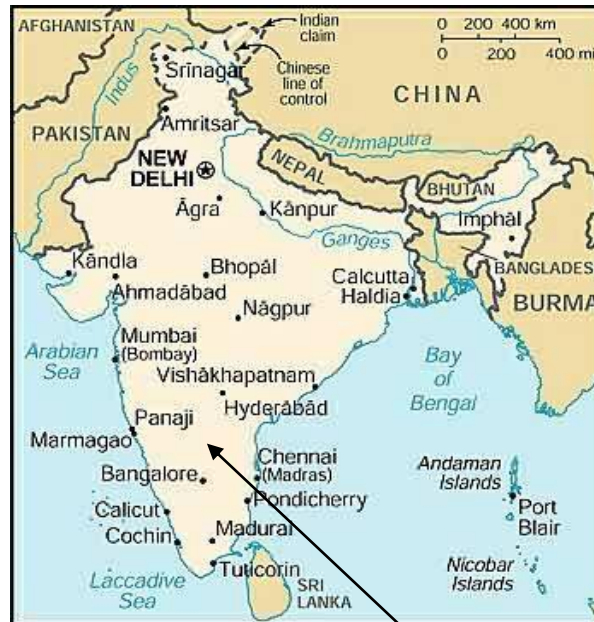 AFGHANISTAN
Indian
claim
Chinese
line of
control
0 200 400 km
0 200 400 mi
Srīnagar
Indus
CHINA
Amritsar
PAKISTAN
Brahmaputra
NEW
DELHI
NEPAL
BHUTAN
Āgra
Kānpur
Imphāl
Ganges
BANGLADES
Kāndla
Bhopāl
Ahmadābad
Calcutta
Haldia
BURMA
Nāgpur
Mumbai
(Bombay)
Arabian
Sea
Vishākhapatnam
Bay
of
Bengal
Hyderābād
Panaji
Marmagao
Chennai
(Madras)
Bangalore
Andaman
Islands
Pondicherry
Port
Blair
Calicut
Cochin
Madurai
Nicobar
Islands
Tuticorin
Laccadive
Sea
SRI
LANKA